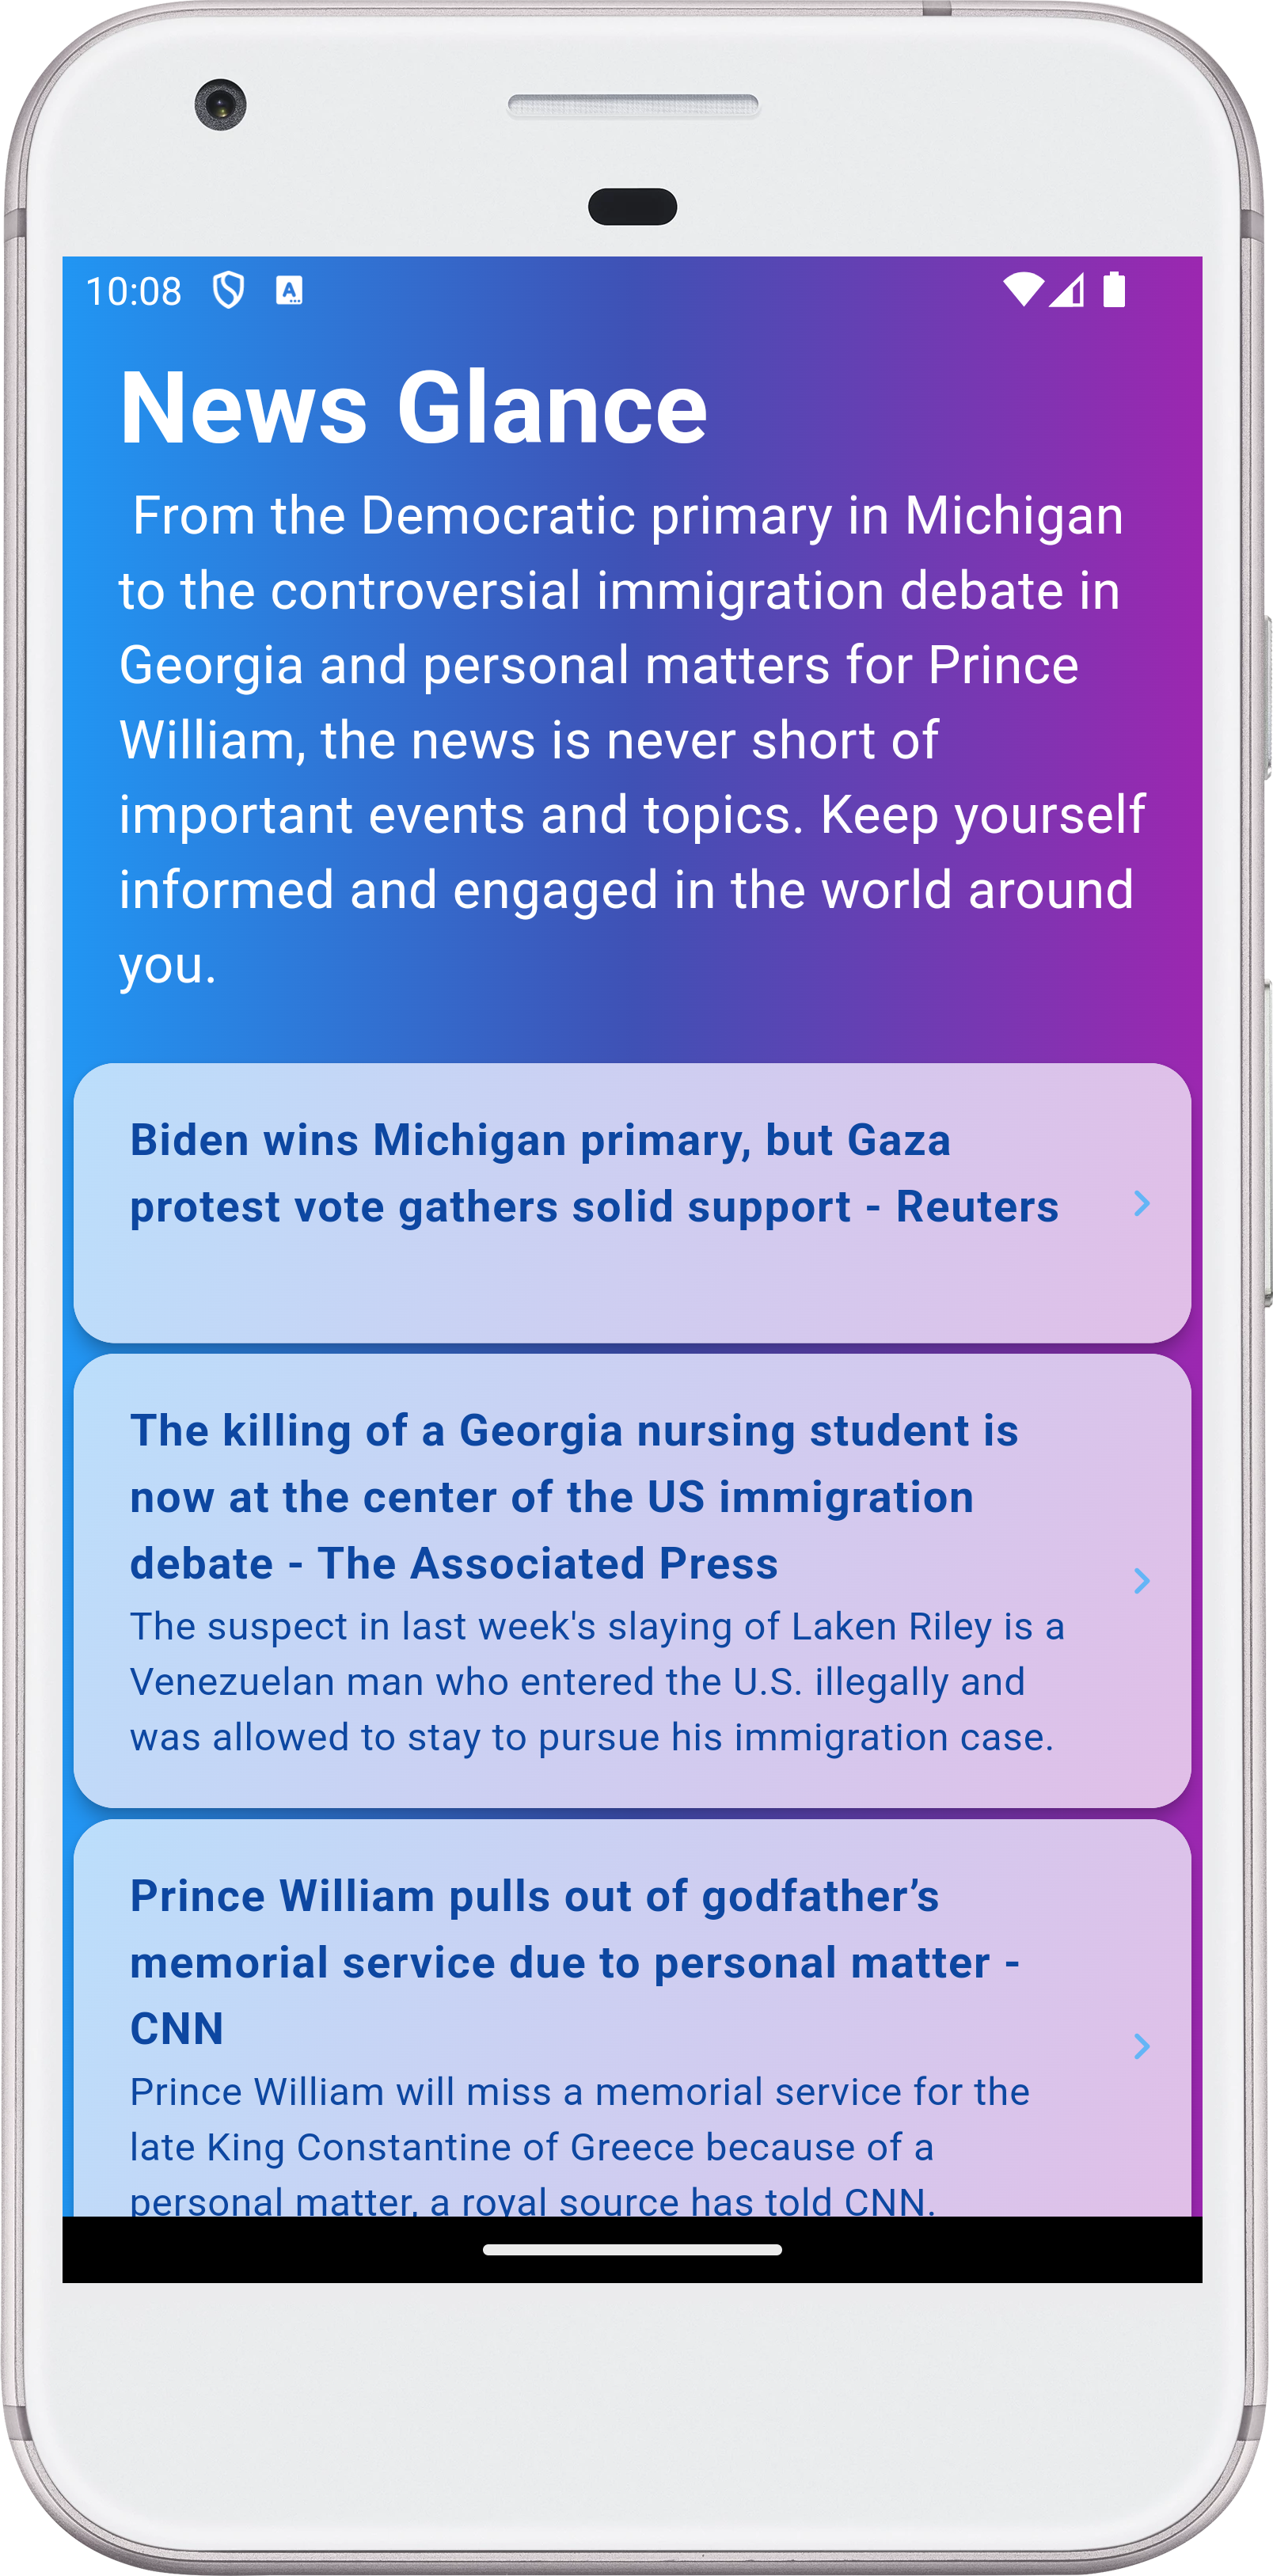 10:08
News Glance
From the Democratic primary in Michigan
to the controversial immigration debate in
Georgia and personal matters for Prince
William, the news is never short of
important events and topics. Keep yourself
informed and engaged in the world around
you.
Biden wins Michigan primary, but Gaza
protest vote gathers solid support - Reuters
The killing of a Georgia nursing student is
now at the center of the US immigration
debate - The Associated Press
The suspect in last week's slaying of Laken Riley is a
Venezuelan man who entered the U.S. illegally and
was allowed to stay to pursue his immigration case.
Prince William pulls out of godfather’s
memorial service due to personal matter -
CNN
Prince William will miss a memorial service for the
late King Constantine of Greece because of a
personal matter, a royal source has told CNN.